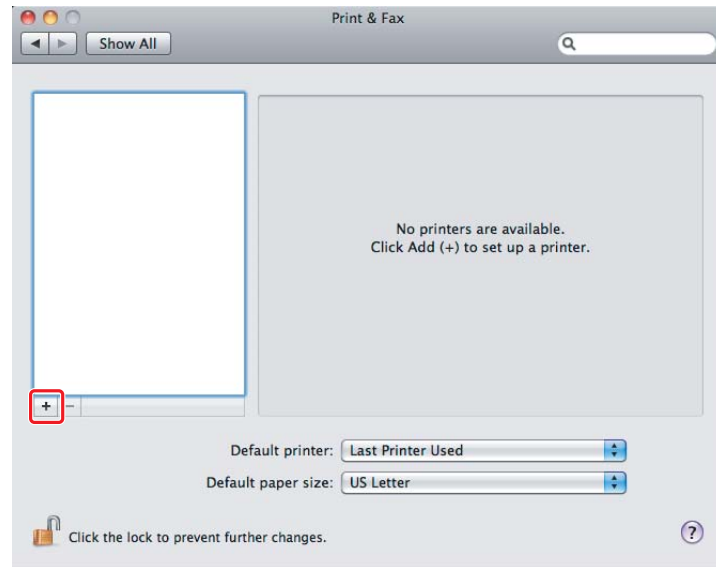 Print & Fax
Show All
No printers are available.
Click Add (+) to set up a printer.
+ −
Default printer: Last Printer Used
Default paper size: US Letter
Click the lock to prevent further changes.
?